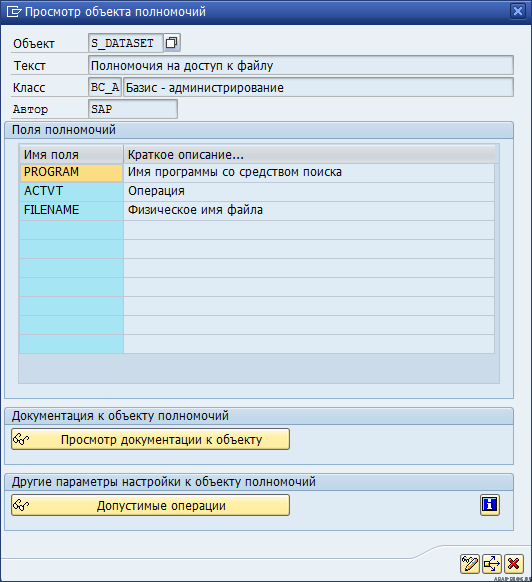 Просмотр объекта полномочий
Объект S_DATASET
Текст Полномочия на доступ к файлу
Класс BC_A Базис - администрирование
Автор SAP
Поля полномочий
Имя поля Краткое описание...
PROGRAM Имя программы со средством поиска
ACTVT Операция
FILENAME Физическое имя файла
Документация к объекту полномочий
Просмотр документации к объекту
Другие параметры настройки к объекту полномочий
Допустимые операции